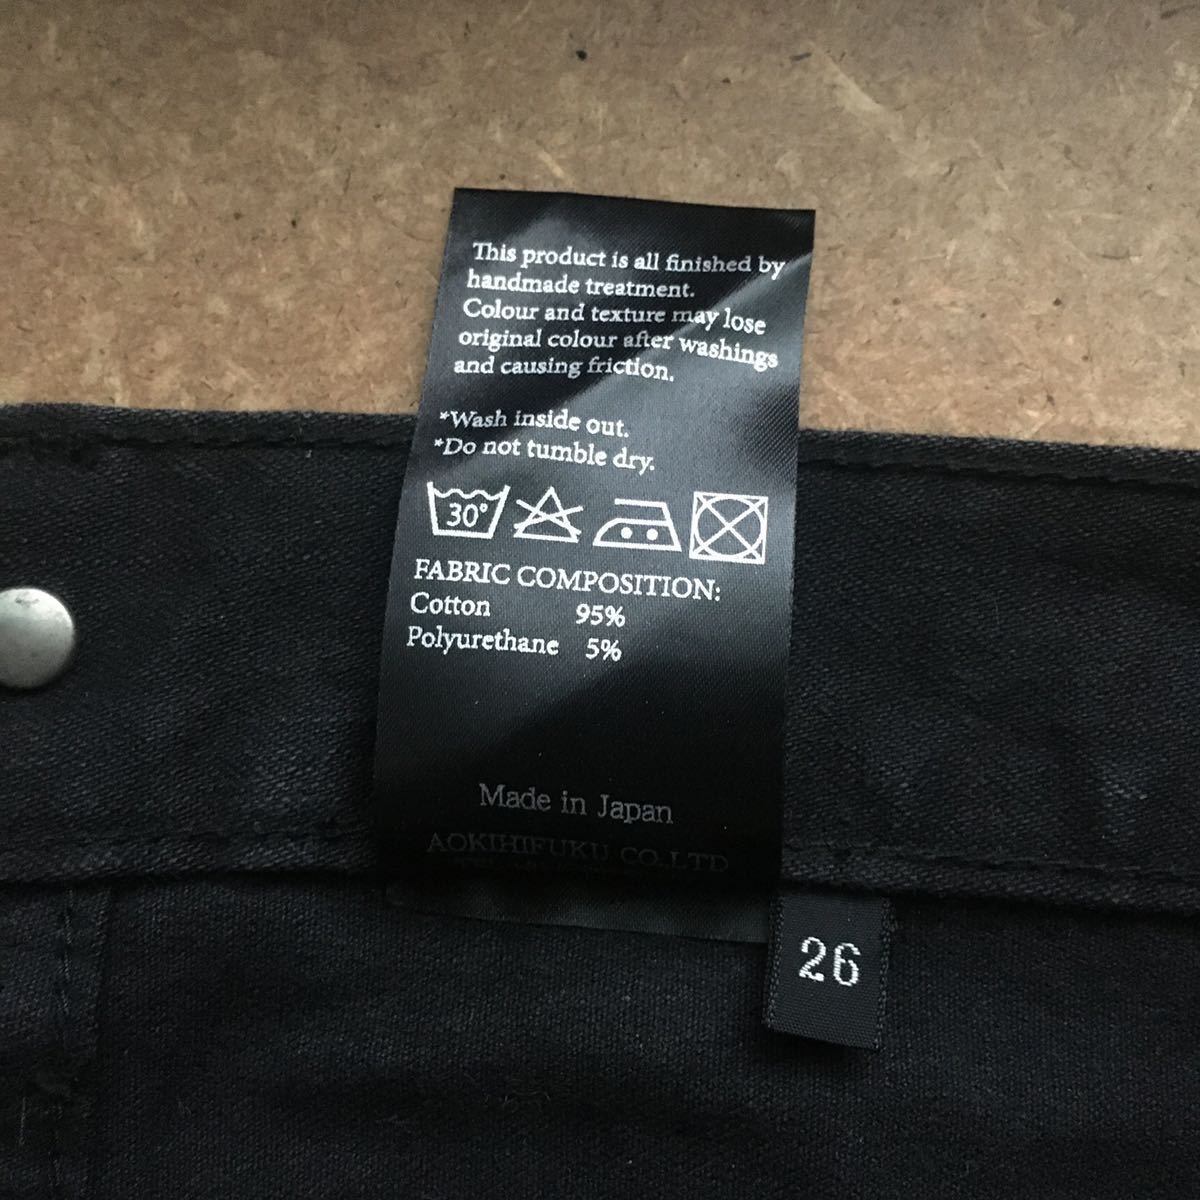 This product is all finished by
handmade treatment.
Colour and texture may lose
original colour after washings
and causing friction.
*Wash inside out.
*Do not tumble dry.
30°
FABRIC COMPOSITION:
Cotton 95%
Polyurethane 5%
Made in Japan
AOKIHIFUKU CO.LTD
26